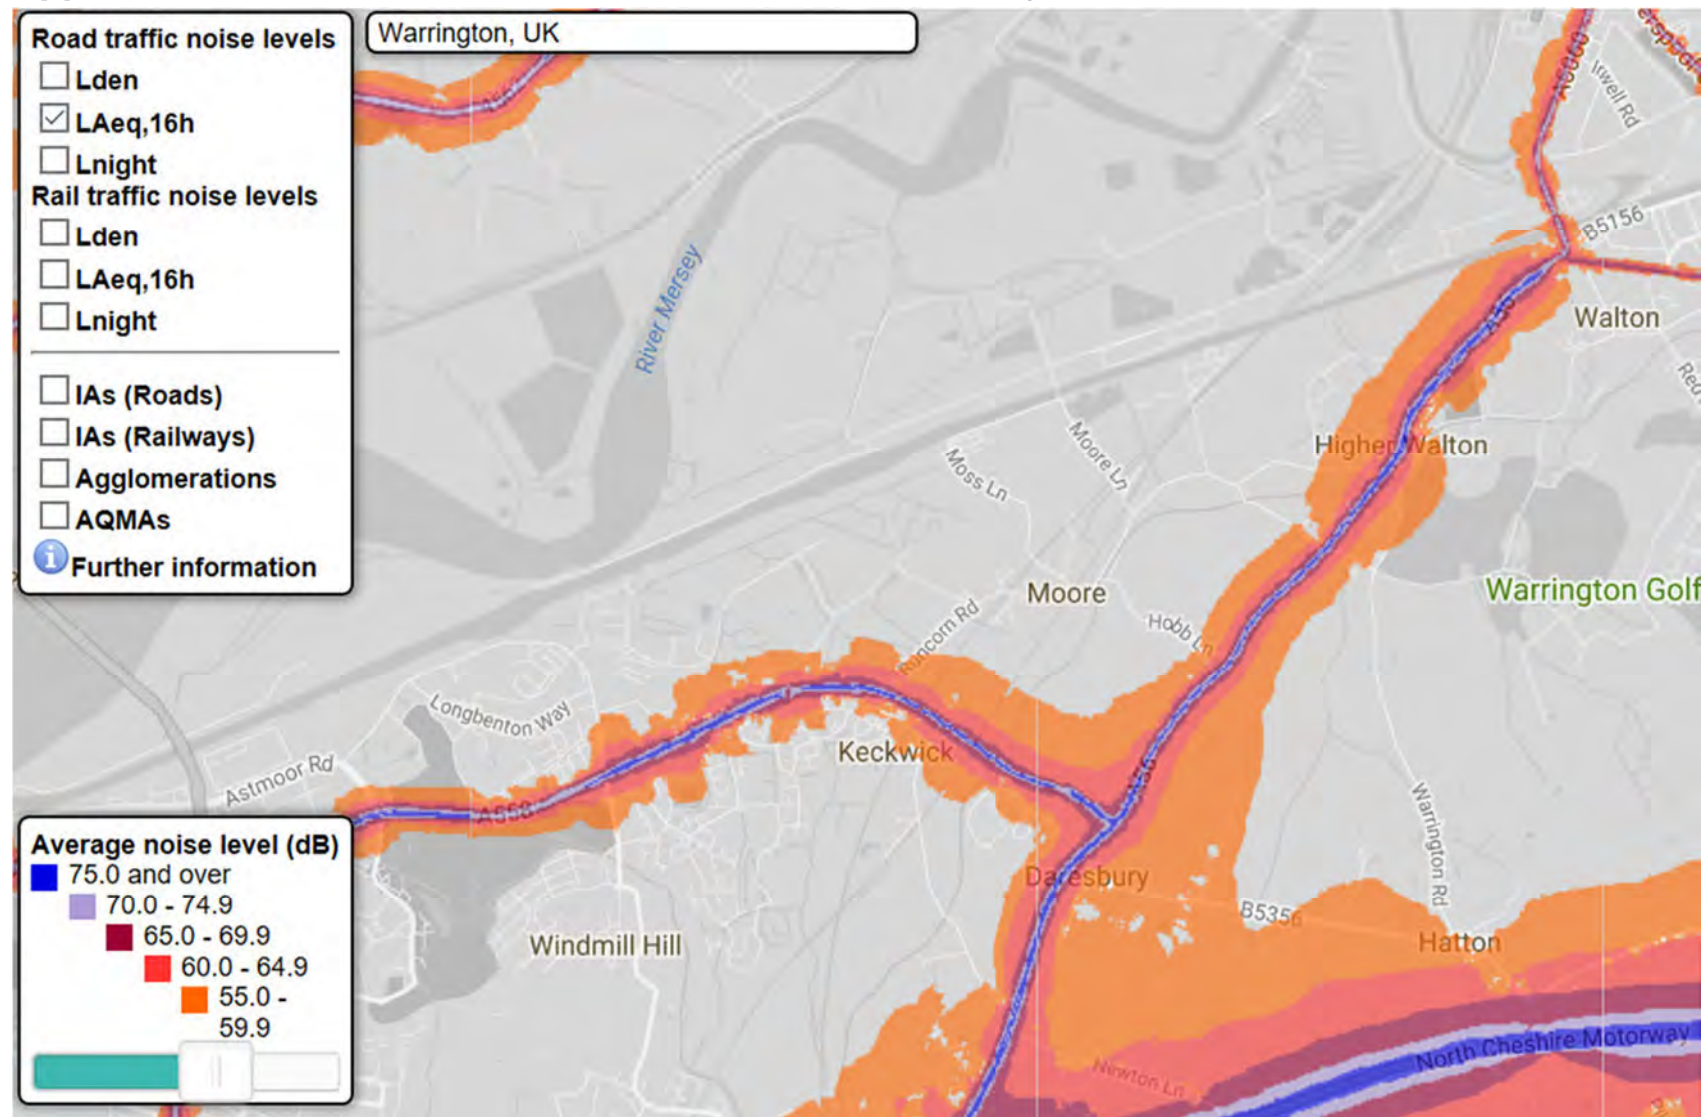 Road traffic noise levels
Lden
LAeq,16h
Lnight
Rail traffic noise levels
Lden
LAeq,16h
Lnight
IAs (Roads)
IAs (Railways)
Agglomerations
AQMAs
Further information
Warrington, UK
Inwell Rd
B5156
Walton
A56
River Mersey
Higher Walton
Moss Ln
Moore Ln
Moore
Warrington Golf
Hobb Ln
Runcorn Rd
Longbenton Way
Keckwick
Astmoor Rd
A558
A56
Daresbury
Warrington Rd
B5356
Hatton
Windmill Hill
North Cheshire Motorway
Newton Ln
Average noise level (dB)
75.0 and over
70.0 - 74.9
65.0 - 69.9
60.0 - 64.9
55.0 -
59.9